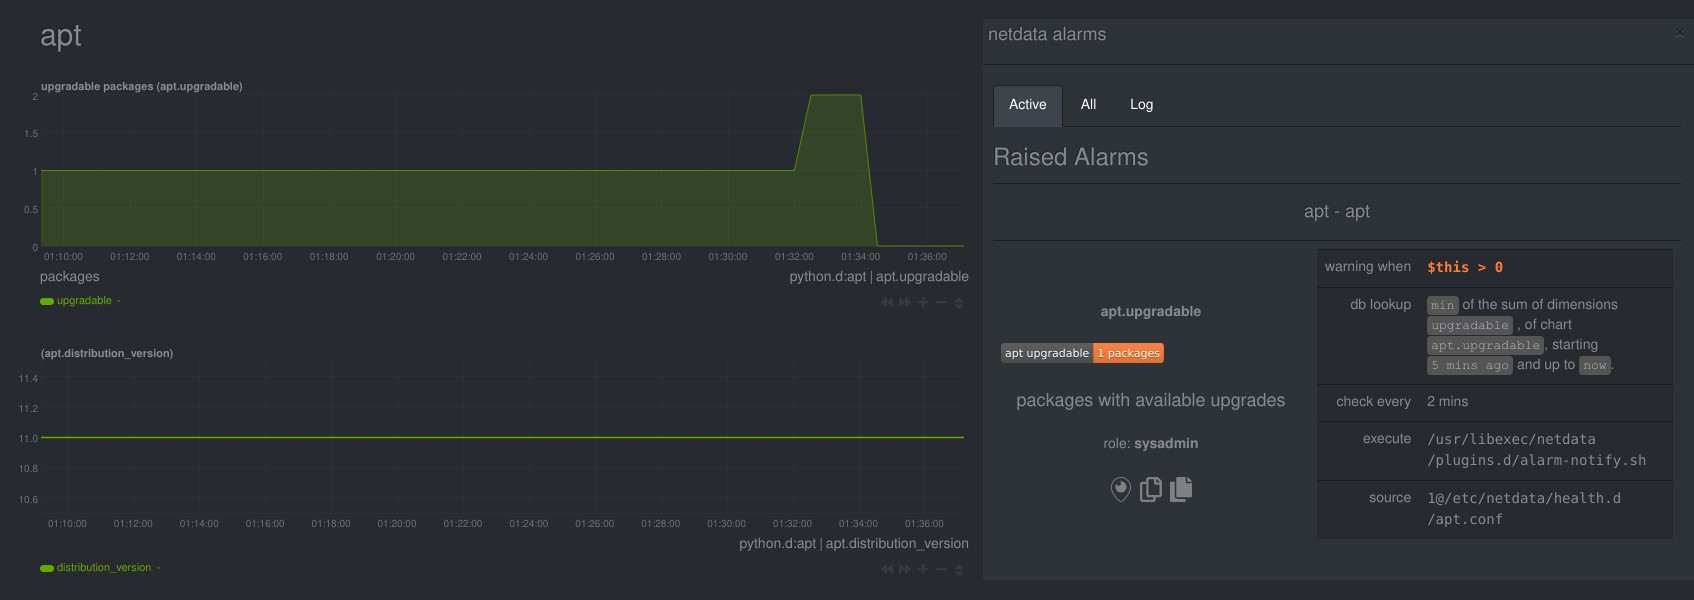 apt
upgradable packages (apt.upgradable)
2
1.5
1
0.5
0
01:10:00 01:12:00 01:14:00 01:16:00 01:18:00 01:20:00 01:22:00 01:24:00 01:26:00 01:28:00 01:30:00 01:32:00 01:34:00 01:36:00
packages
python.d:apt | apt.upgradable
upgradable -
(apt.distribution_version)
11.4
11.2
11.0
10.8
10.6
01:10:00 01:12:00 01:14:00 01:16:00 01:18:00 01:20:00 01:22:00 01:24:00 01:26:00 01:28:00 01:30:00 01:32:00 01:34:00 01:36:00
python.d:apt | apt.distribution_version
distribution_version -
netdata alarms
×
Active All Log
Raised Alarms
apt - apt
apt.upgradable
apt upgradable 1 packages
packages with available upgrades
role: sysadmin
warning when $this > 0
db lookup min of the sum of dimensions
upgradable , of chart
apt.upgradable, starting
5 mins ago and up to now.
check every 2 mins
execute /usr/libexec/netdata
/plugins.d/alarm-notify.sh
source 1@/etc/netdata/health.d
/apt.conf